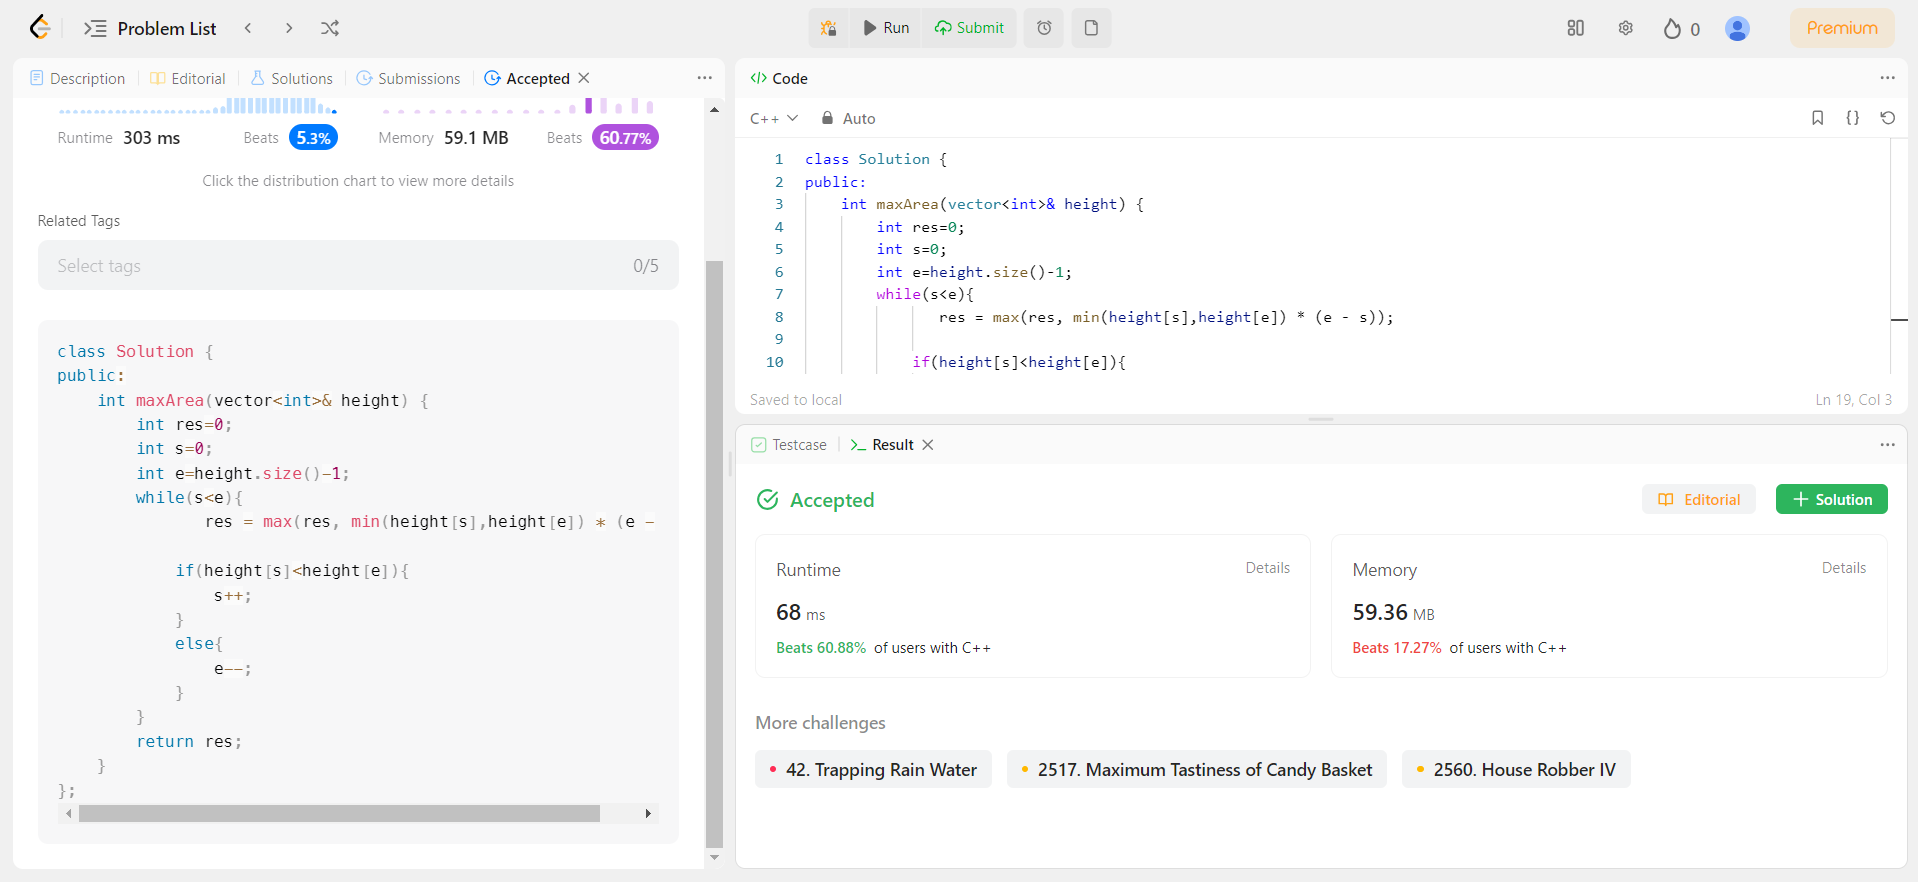 Problem List
Run
Submit
0
Premium
Description
Editorial
Solutions
Submissions
Accepted
Runtime 303 ms Beats 5.3% Memory 59.1 MB Beats 60.77%
Click the distribution chart to view more details
Related Tags
Select tags 0/5
class Solution {
public:
    int maxArea(vector<int>& height) {
        int res=0;
        int s=0;
        int e=height.size()-1;
        while(s<e){
               res = max(res, min(height[s],height[e]) * (e -
            if(height[s]<height[e]){
                s++;
            }
            else{
                e--;
            }
        }
        return res;
    }
};
</> Code
C++ Auto {}
1 class Solution {
2 public:
3     int maxArea(vector<int>& height) {
4         int res=0;
5         int s=0;
6         int e=height.size()-1;
7         while(s<e){
8                res = max(res, min(height[s],height[e]) * (e - s));
9
10            if(height[s]<height[e]){
Saved to local Ln 19, Col 3
Testcase
>_ Result
Accepted
Editorial
+ Solution
Runtime Details
68 ms
Beats 60.88% of users with C++
Memory Details
59.36 MB
Beats 17.27% of users with C++
More challenges
42. Trapping Rain Water
2517. Maximum Tastiness of Candy Basket
2560. House Robber IV